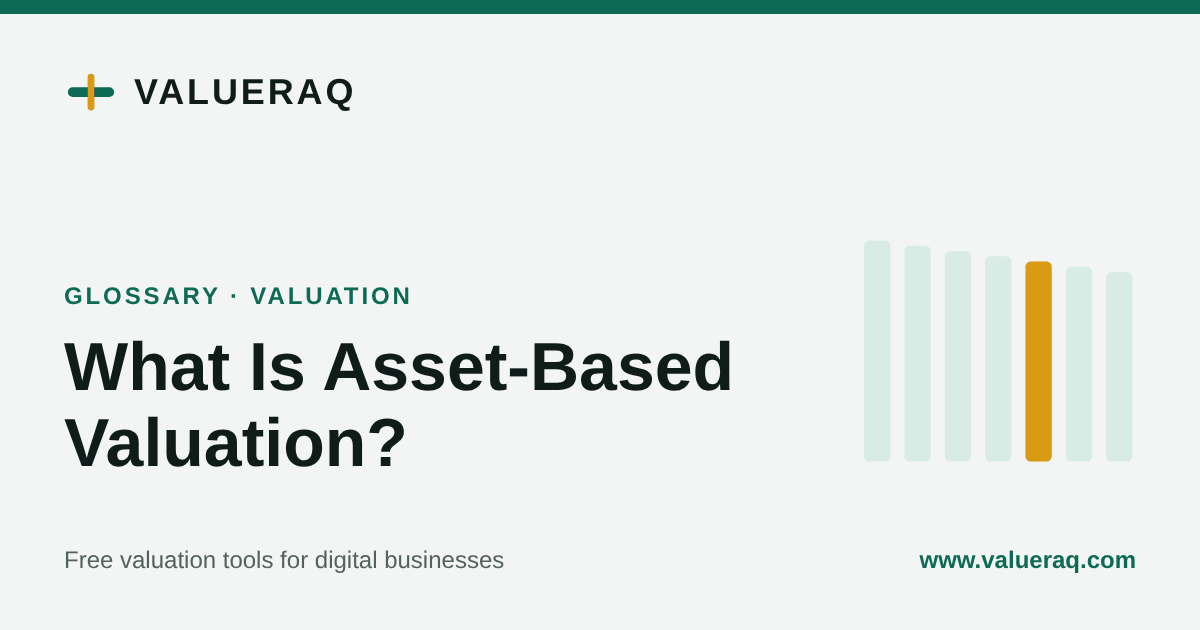 VALUERAQ
GLOSSARY · VALUATION
What Is Asset-Based
Valuation?
Free valuation tools for digital businesses
www.valueraq.com